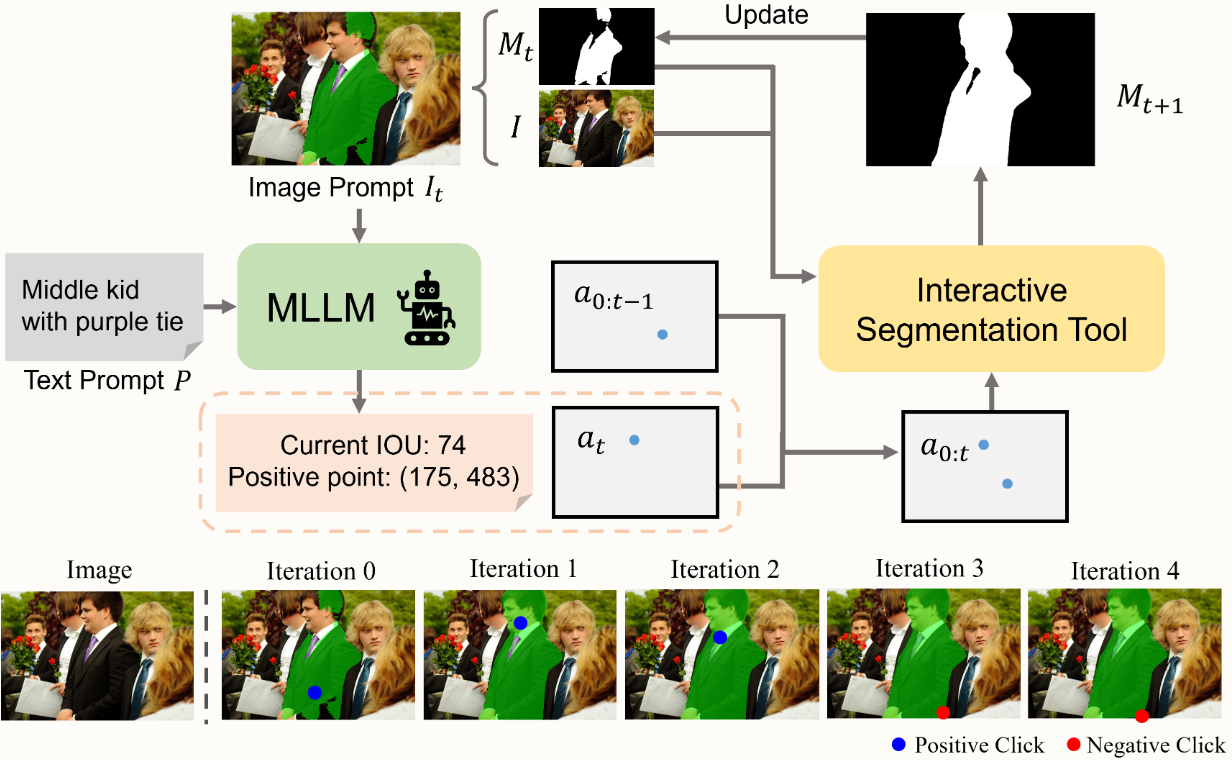 Update
M_t
I
M_{t+1}
Image Prompt I_t
Middle kid
with purple tie
Text Prompt P
MLLM
a_{0:t−1}
Interactive
Segmentation Tool
Current IOU: 74
Positive point: (175, 483)
a_t
a_{0:t}
Image
Iteration 0
Iteration 1
Iteration 2
Iteration 3
Iteration 4
Positive Click
Negative Click